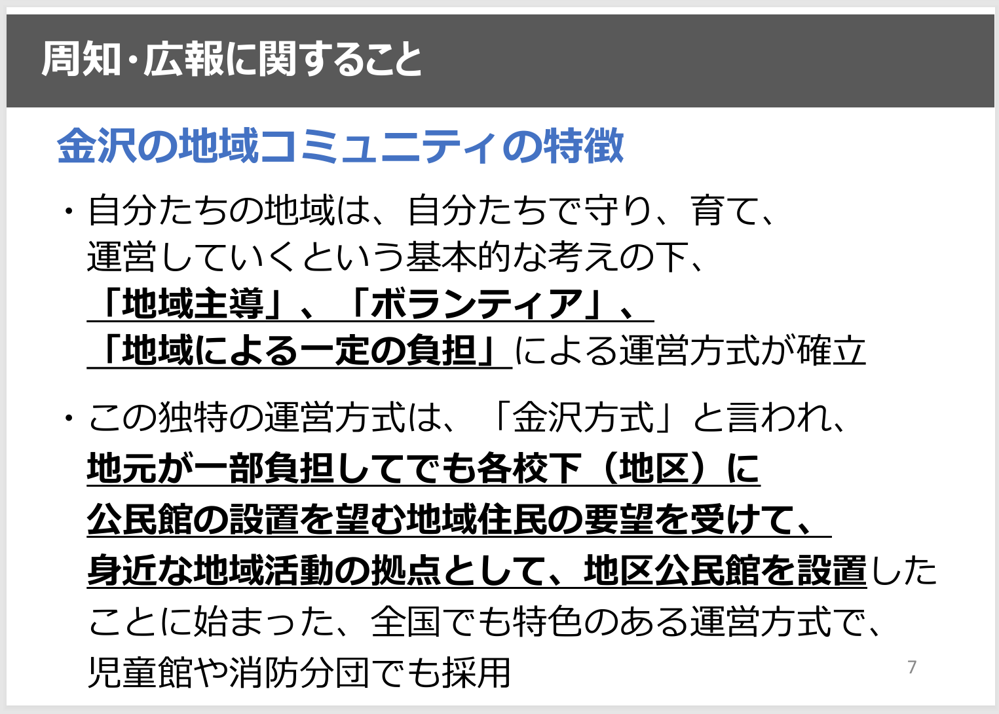 周知・広報に関すること
金沢の地域コミュニティの特徴
・自分たちの地域は、自分たちで守り、育て、
運営していくという基本的な考えの下、
「地域主導」、「ボランティア」、
「地域による一定の負担」による運営方式が確立
・この独特の運営方式は、「金沢方式」と言われ、
地元が一部負担してでも各校下（地区）に
公民館の設置を望む地域住民の要望を受けて、
身近な地域活動の拠点として、地区公民館を設置した
ことに始まった、全国でも特色のある運営方式で、
児童館や消防分団でも採用
7